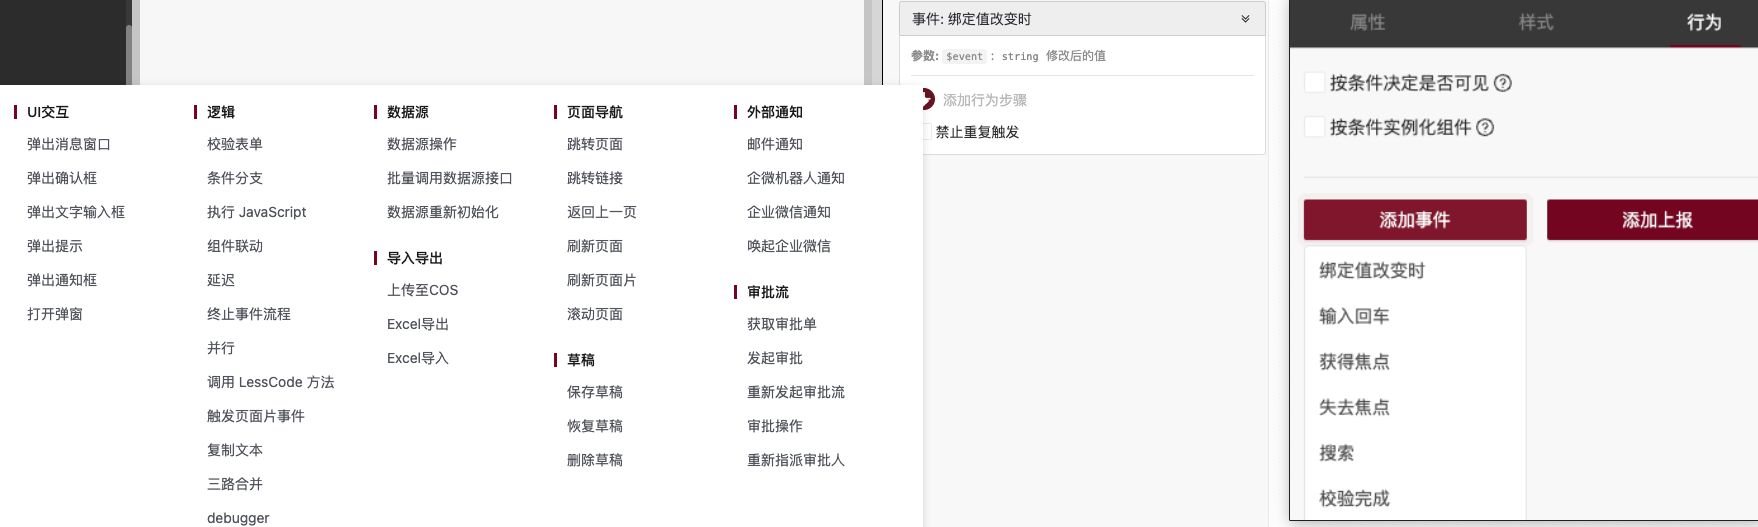 UI交互
弹出消息窗口
弹出确认框
弹出文字输入框
弹出提示
弹出通知框
打开弹窗
逻辑
校验表单
条件分支
执行 JavaScript
组件联动
延迟
终止事件流程
并行
调用 LessCode 方法
触发页面片事件
复制文本
三路合并
debugger
数据源
数据源操作
批量调用数据源接口
数据源重新初始化
导入导出
上传至COS
Excel导出
Excel导入
页面导航
跳转页面
跳转链接
返回上一页
刷新页面
刷新页面片
滚动页面
草稿
保存草稿
恢复草稿
删除草稿
外部通知
邮件通知
企微机器人通知
企业微信通知
唤起企业微信
审批流
获取审批单
发起审批
重新发起审批流
审批操作
重新指派审批人
事件: 绑定值改变时
参数: $event : string 修改后的值
添加行为步骤
禁止重复触发
属性 样式 行为
按条件决定是否可见 ?
按条件实例化组件 ?
添加事件 添加上报
绑定值改变时
输入回车
获得焦点
失去焦点
搜索
校验完成